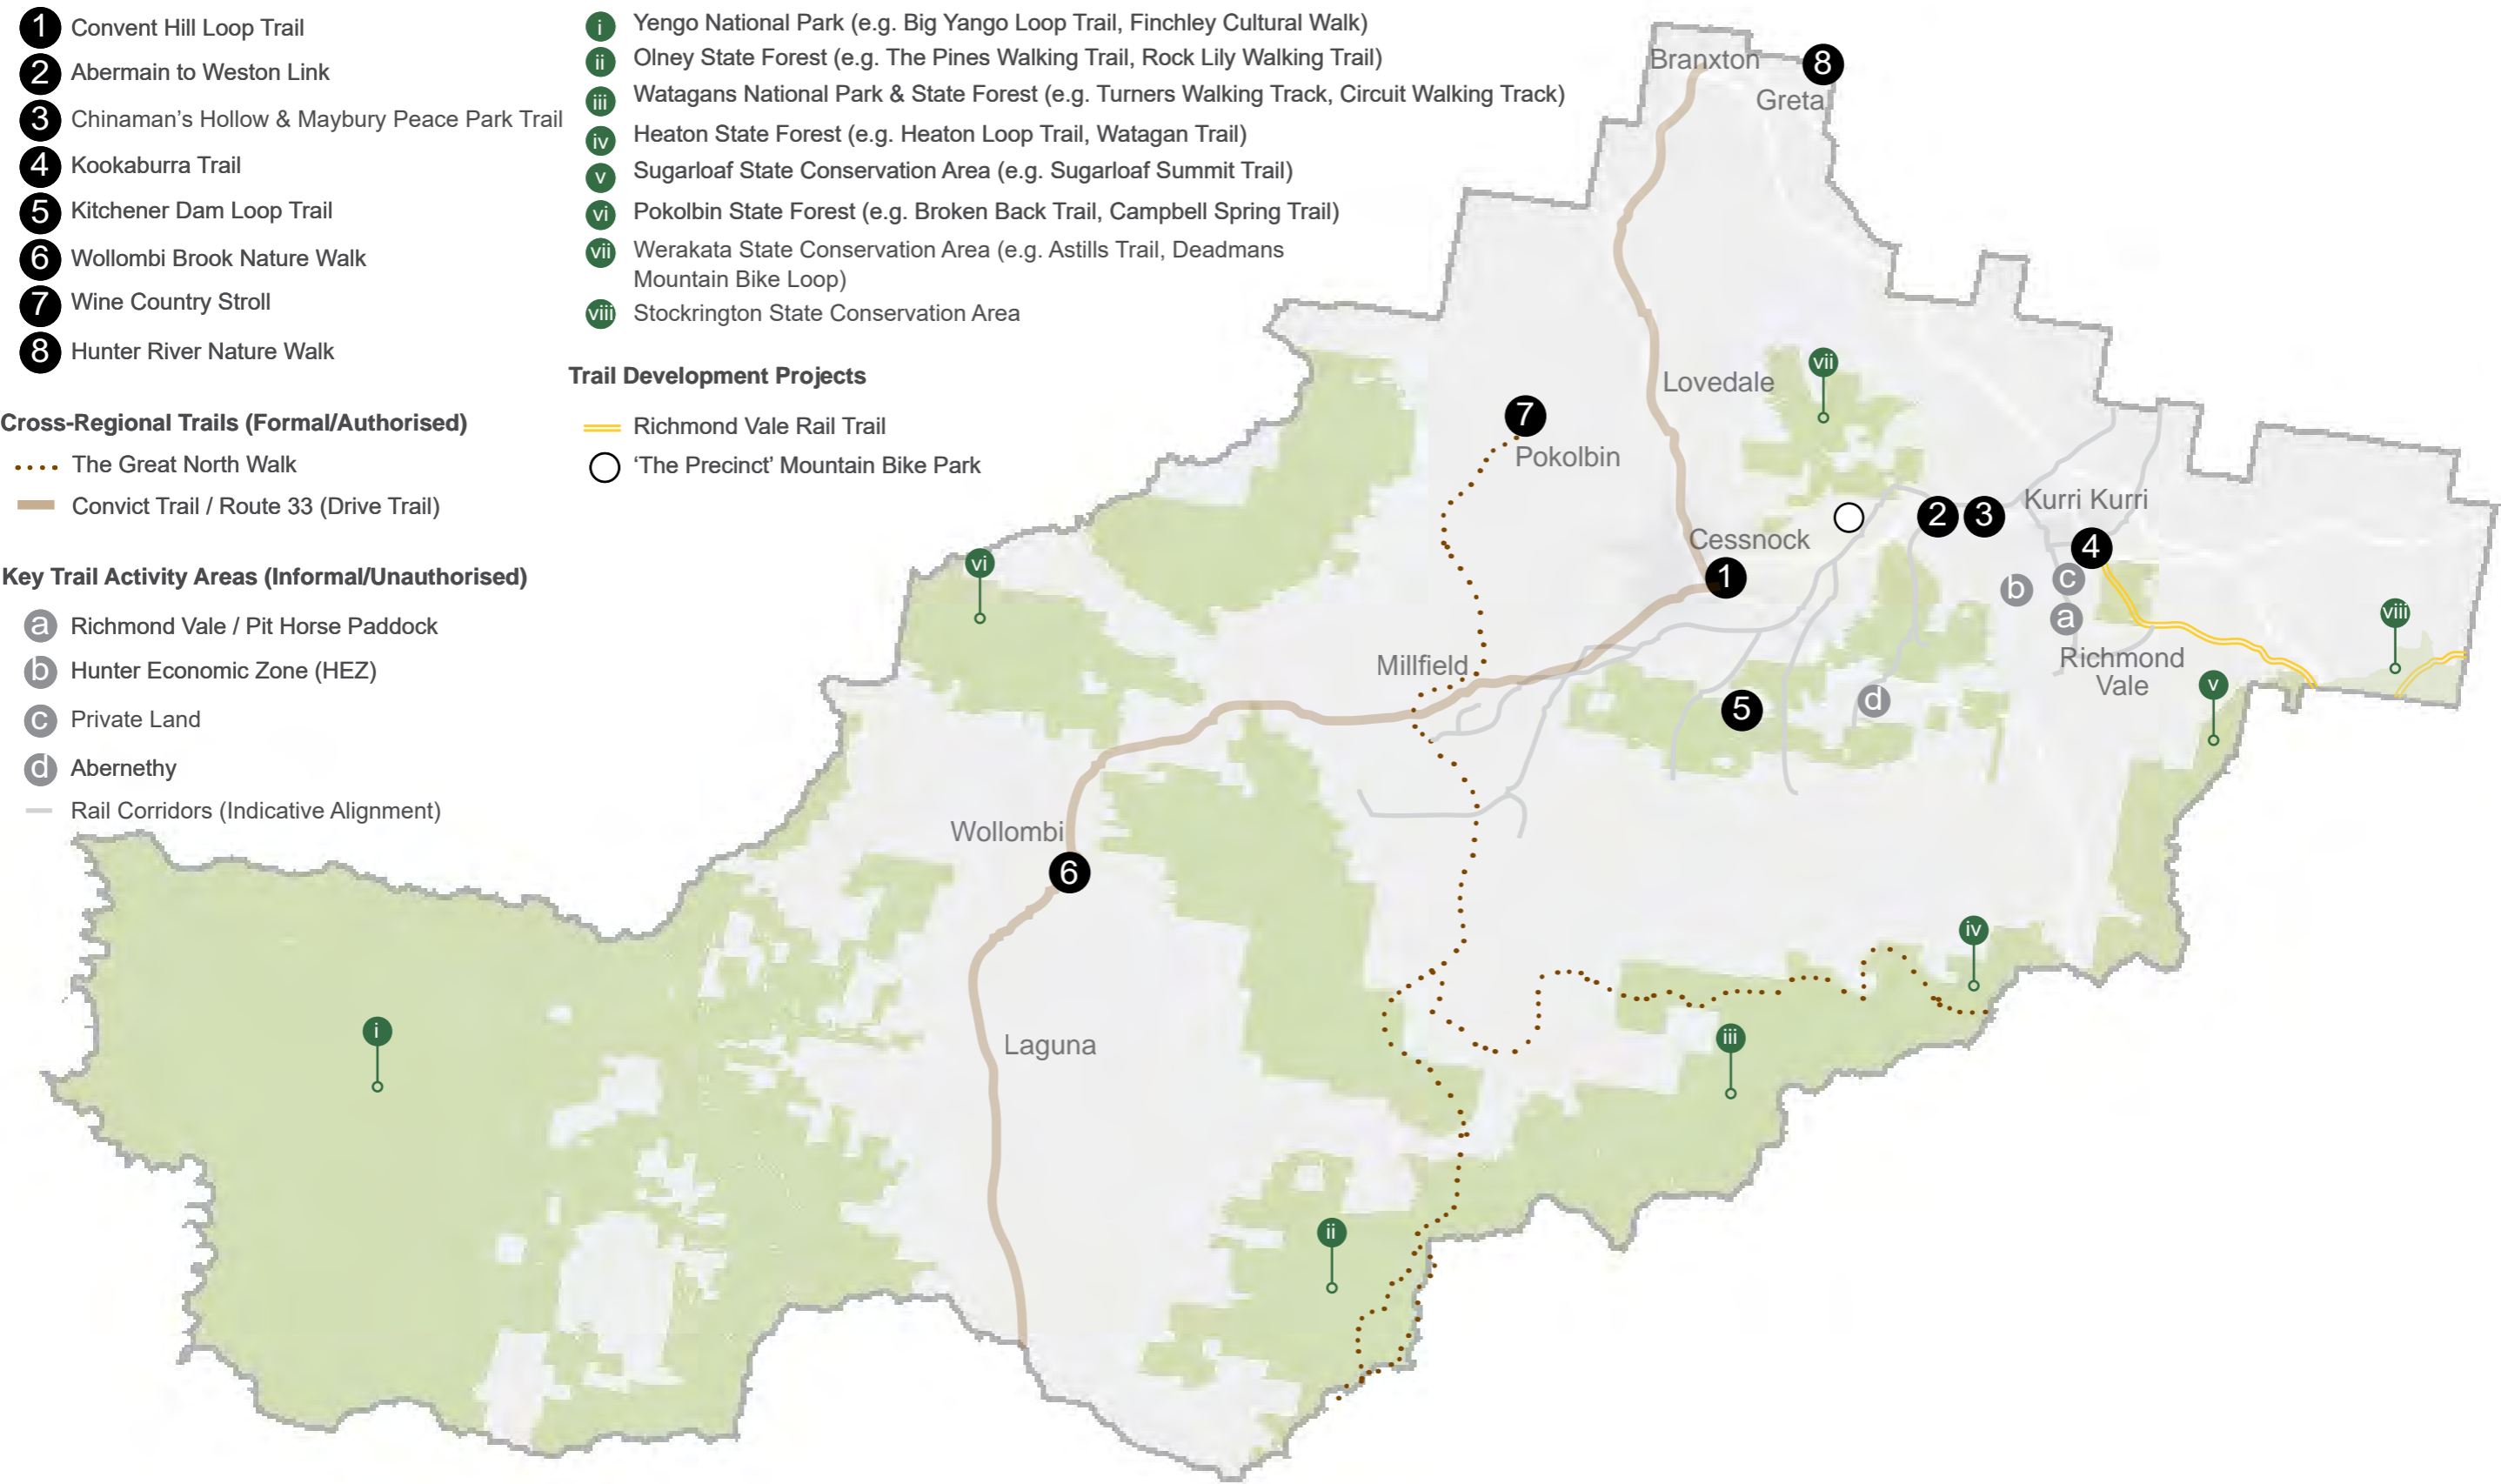 1 Convent Hill Loop Trail
2 Abermain to Weston Link
3 Chinaman's Hollow & Maybury Peace Park Trail
4 Kookaburra Trail
5 Kitchener Dam Loop Trail
6 Wollombi Brook Nature Walk
7 Wine Country Stroll
8 Hunter River Nature Walk
Cross-Regional Trails (Formal/Authorised)
The Great North Walk
Convict Trail / Route 33 (Drive Trail)
Key Trail Activity Areas (Informal/Unauthorised)
a Richmond Vale / Pit Horse Paddock
b Hunter Economic Zone (HEZ)
c Private Land
d Abernethy
Rail Corridors (Indicative Alignment)
i Yengo National Park (e.g. Big Yango Loop Trail, Finchley Cultural Walk)
ii Olney State Forest (e.g. The Pines Walking Trail, Rock Lily Walking Trail)
iii Watagans National Park & State Forest (e.g. Turners Walking Track, Circuit Walking Track)
iv Heaton State Forest (e.g. Heaton Loop Trail, Watagan Trail)
v Sugarloaf State Conservation Area (e.g. Sugarloaf Summit Trail)
vi Pokolbin State Forest (e.g. Broken Back Trail, Campbell Spring Trail)
vii Werakata State Conservation Area (e.g. Astills Trail, Deadmans
Mountain Bike Loop)
viii Stockrington State Conservation Area
Trail Development Projects
Richmond Vale Rail Trail
'The Precinct' Mountain Bike Park
Branxton
8
Greta
vii
Lovedale
7
Pokolbin
Kurri Kurri
2 3
Cessnock
4
vi
1
c
b
a
viii
Millfield
Richmond
Vale
v
d
5
Wollombi
6
iv
i
iii
Laguna
ii